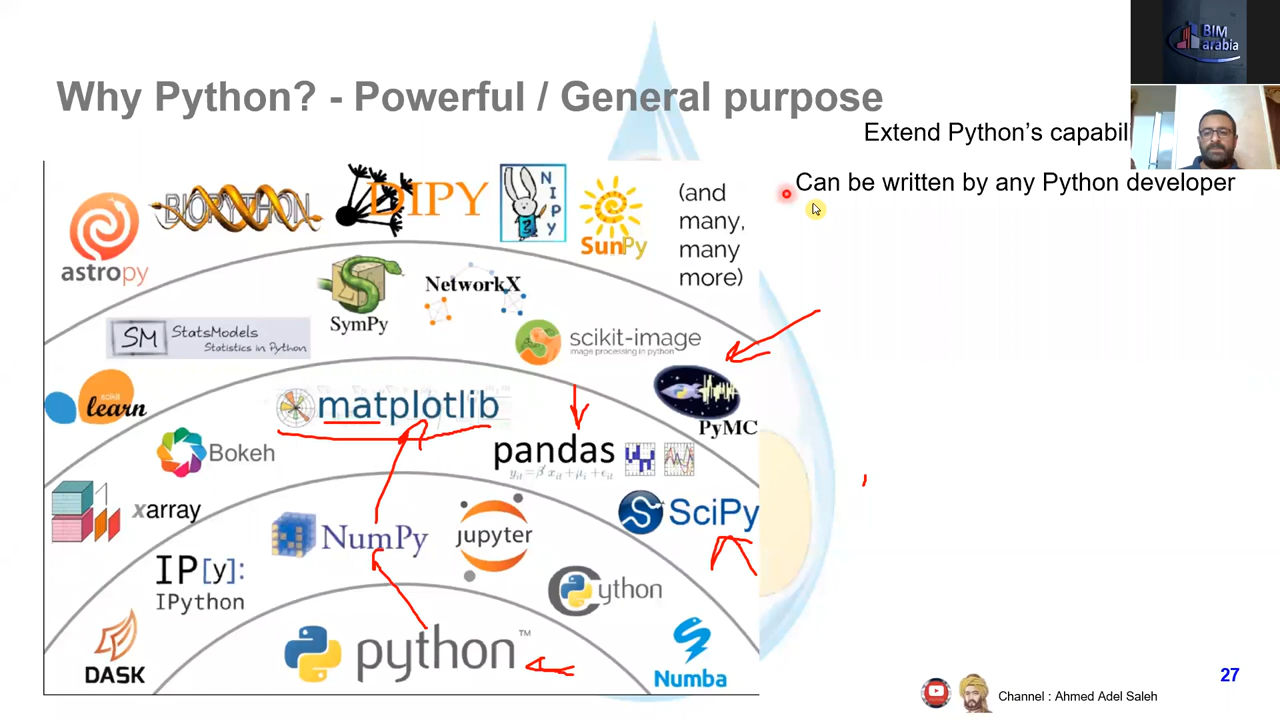 BIM
arabia
Why Python? - Powerful / General purpose
Extend Python's capabil
Can be written by any Python developer
astropy
BIOPYTHON
DIPY
NIPY
SunPy
(and
many,
many
more)
SymPy
NetworkX
SM StatsModels
Statistics in Python
scikit-image
image processing in python
scikit
learn
matplotlib
PyMC
Bokeh
pandas
xarray
NumPy
jupyter
SciPy
IP[y]:
IPython
Cython
DASK
python™
Numba
27
Channel : Ahmed Adel Saleh